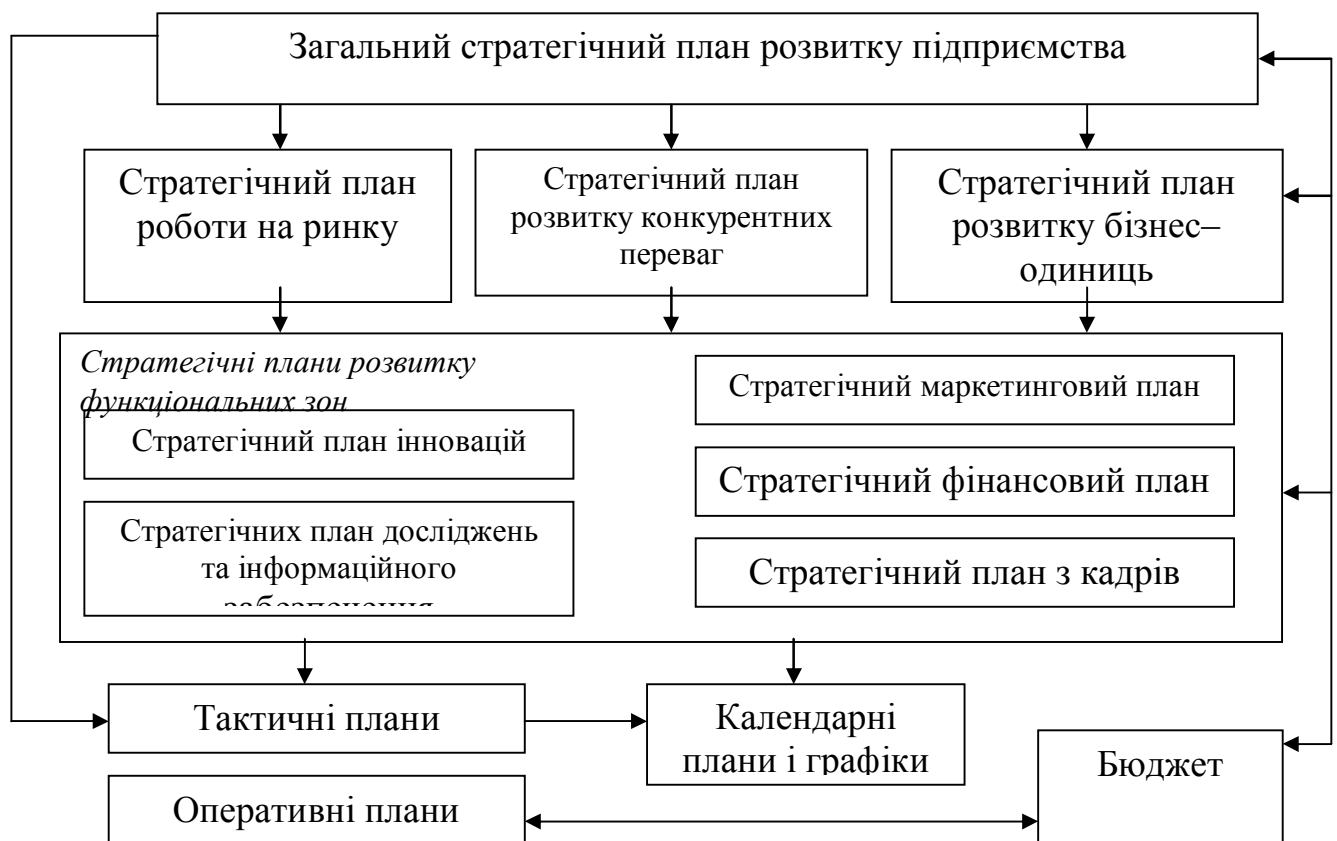 Загальний стратегічний план розвитку підприємства
Стратегічний план
роботи на ринку
Стратегічний план
розвитку конкурентних
переваг
Стратегічний план
розвитку бізнес–
одиниць
Стратегічні плани розвитку
функціональних зон
Стратегічний план інновацій
Стратегічних план досліджень
та інформаційного
забезпечення
Стратегічний маркетинговий план
Стратегічний фінансовий план
Стратегічний план з кадрів
Тактичні плани
Календарні
плани і графіки
Оперативні плани
Бюджет